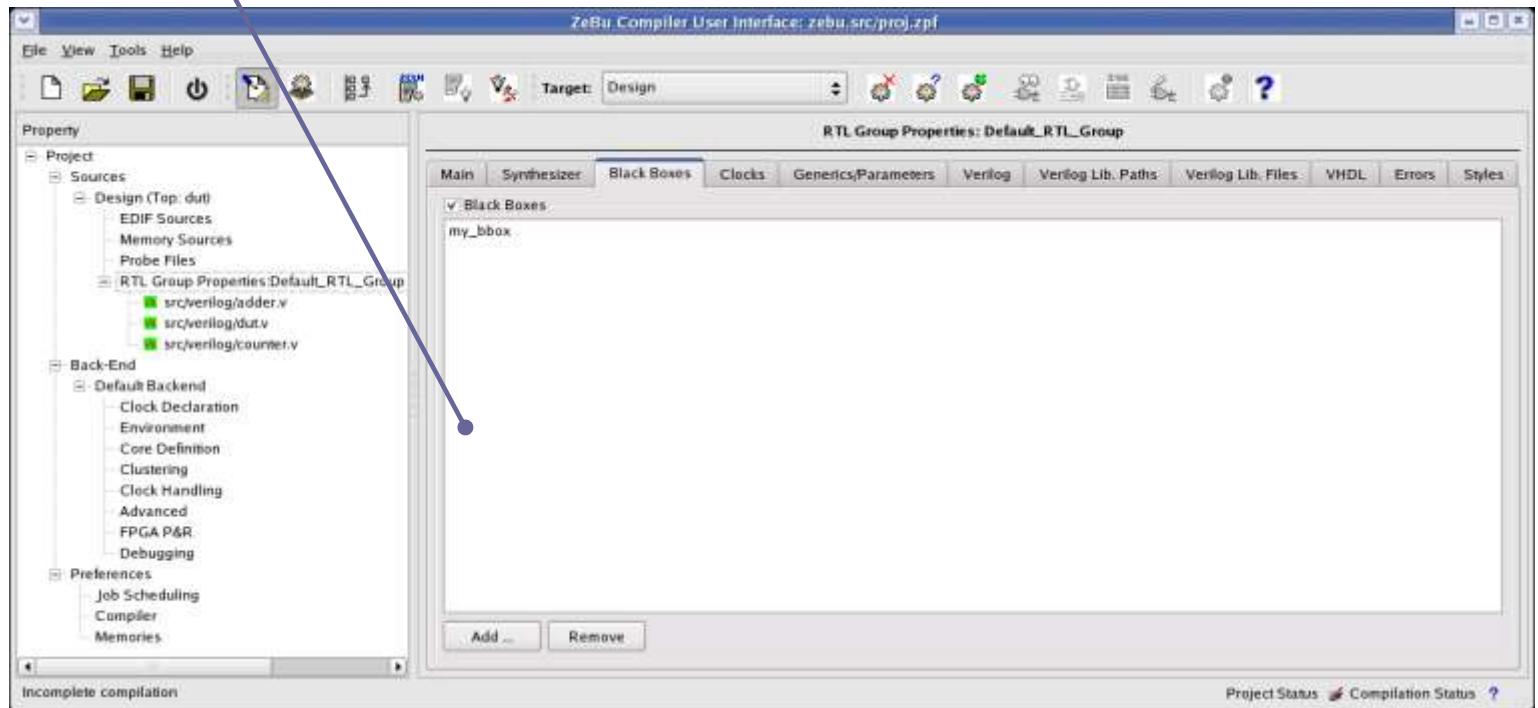 ZeBu Compiler User Interface: zebu.src/proj.zpf
File View Tools Help
Target: Design
Property
Project
Sources
Design (Top: dut)
EDIF Sources
Memory Sources
Probe Files
RTL Group Properties:Default_RTL_Group
src/verilog/adder.v
src/verilog/dut.v
src/verilog/counter.v
Back-End
Default Backend
Clock Declaration
Environment
Core Definition
Clustering
Clock Handling
Advanced
FPGA P&R
Debugging
Preferences
Job Scheduling
Compiler
Memories
RTL Group Properties: Default_RTL_Group
Main Synthesizer Black Boxes Clocks Generics/Parameters Verilog Verilog Lib. Paths Verilog Lib. Files VHDL Errors Styles
Black Boxes
my_bbox
Add ... Remove
Incomplete compilation Project Status Compilation Status ?